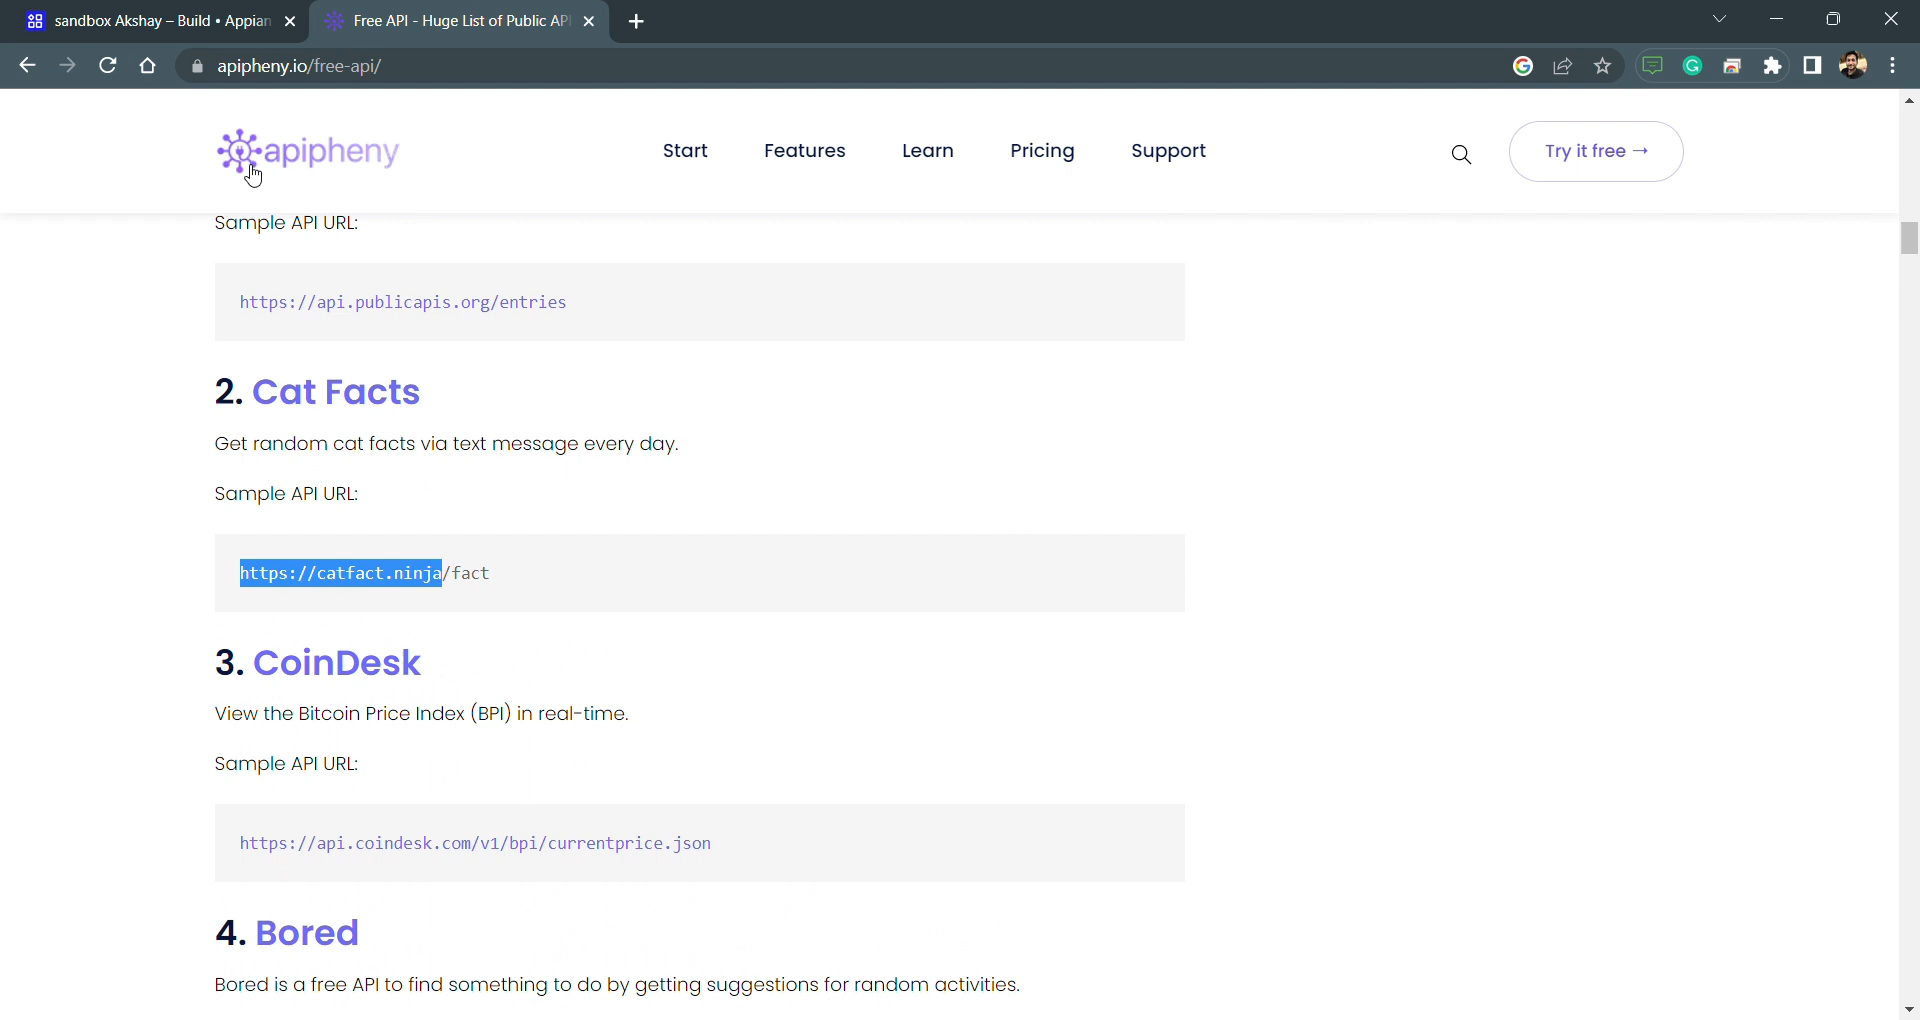 sandbox Akshay – Build • Appian
Free API - Huge List of Public AP
apipheny.io/free-api/
apipheny
Start
Features
Learn
Pricing
Support
Try it free →
Sample API URL:
https://api.publicapis.org/entries
2. Cat Facts
Get random cat facts via text message every day.
Sample API URL:
https://catfact.ninja/fact
3. CoinDesk
View the Bitcoin Price Index (BPI) in real-time.
Sample API URL:
https://api.coindesk.com/v1/bpi/currentprice.json
4. Bored
Bored is a free API to find something to do by getting suggestions for random activities.